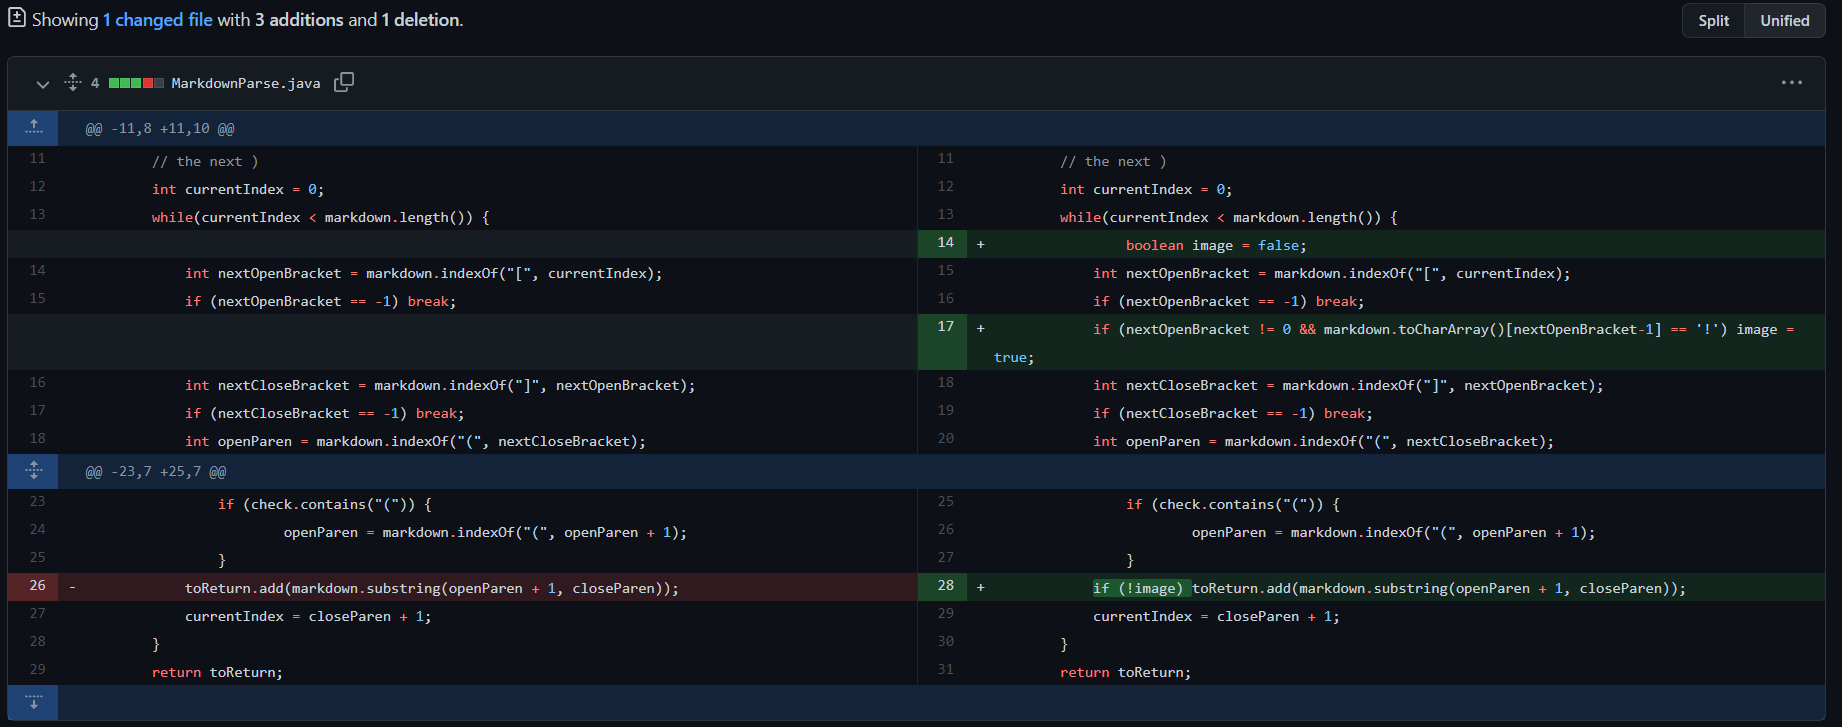 Showing 1 changed file with 3 additions and 1 deletion.
Split Unified
4 MarkdownParse.java
@@ -11,8 +11,10 @@
11 // the next )
12 int currentIndex = 0;
13 while(currentIndex < markdown.length()) {
14 int nextOpenBracket = markdown.indexOf("[", currentIndex);
15 if (nextOpenBracket == -1) break;
16 int nextCloseBracket = markdown.indexOf("]", nextOpenBracket);
17 if (nextCloseBracket == -1) break;
18 int openParen = markdown.indexOf("(", nextCloseBracket);
11 // the next )
12 int currentIndex = 0;
13 while(currentIndex < markdown.length()) {
14 + boolean image = false;
15 int nextOpenBracket = markdown.indexOf("[", currentIndex);
16 if (nextOpenBracket == -1) break;
17 + if (nextOpenBracket != 0 && markdown.toCharArray()[nextOpenBracket-1] == '!') image =
true;
18 int nextCloseBracket = markdown.indexOf("]", nextOpenBracket);
19 if (nextCloseBracket == -1) break;
20 int openParen = markdown.indexOf("(", nextCloseBracket);
@@ -23,7 +25,7 @@
23 if (check.contains("(")) {
24 openParen = markdown.indexOf("(", openParen + 1);
25 }
26 - toReturn.add(markdown.substring(openParen + 1, closeParen));
27 currentIndex = closeParen + 1;
28 }
29 return toReturn;
25 if (check.contains("(")) {
26 openParen = markdown.indexOf("(", openParen + 1);
27 }
28 + if (!image) toReturn.add(markdown.substring(openParen + 1, closeParen));
29 currentIndex = closeParen + 1;
30 }
31 return toReturn;